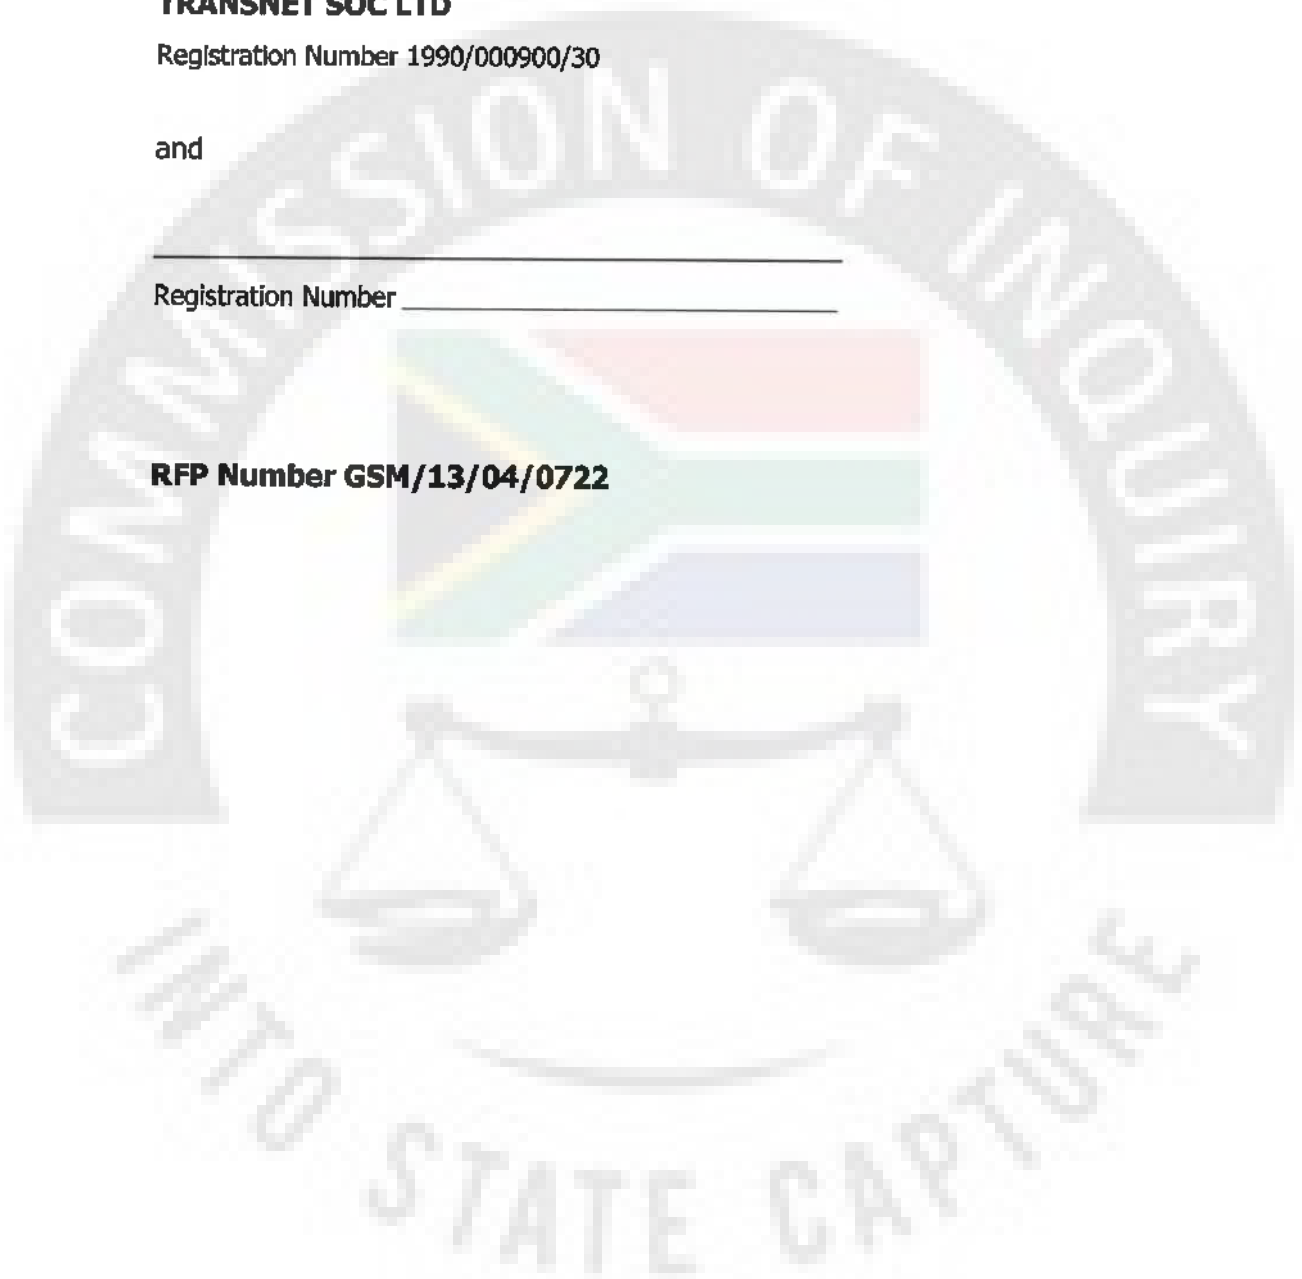 TRANSNET SOC LTD
Registration Number 1990/000900/30
and
Registration Number
RFP Number GSM/13/04/0722
COMMISSION OF INQUIRY
INTO STATE CAPTURE